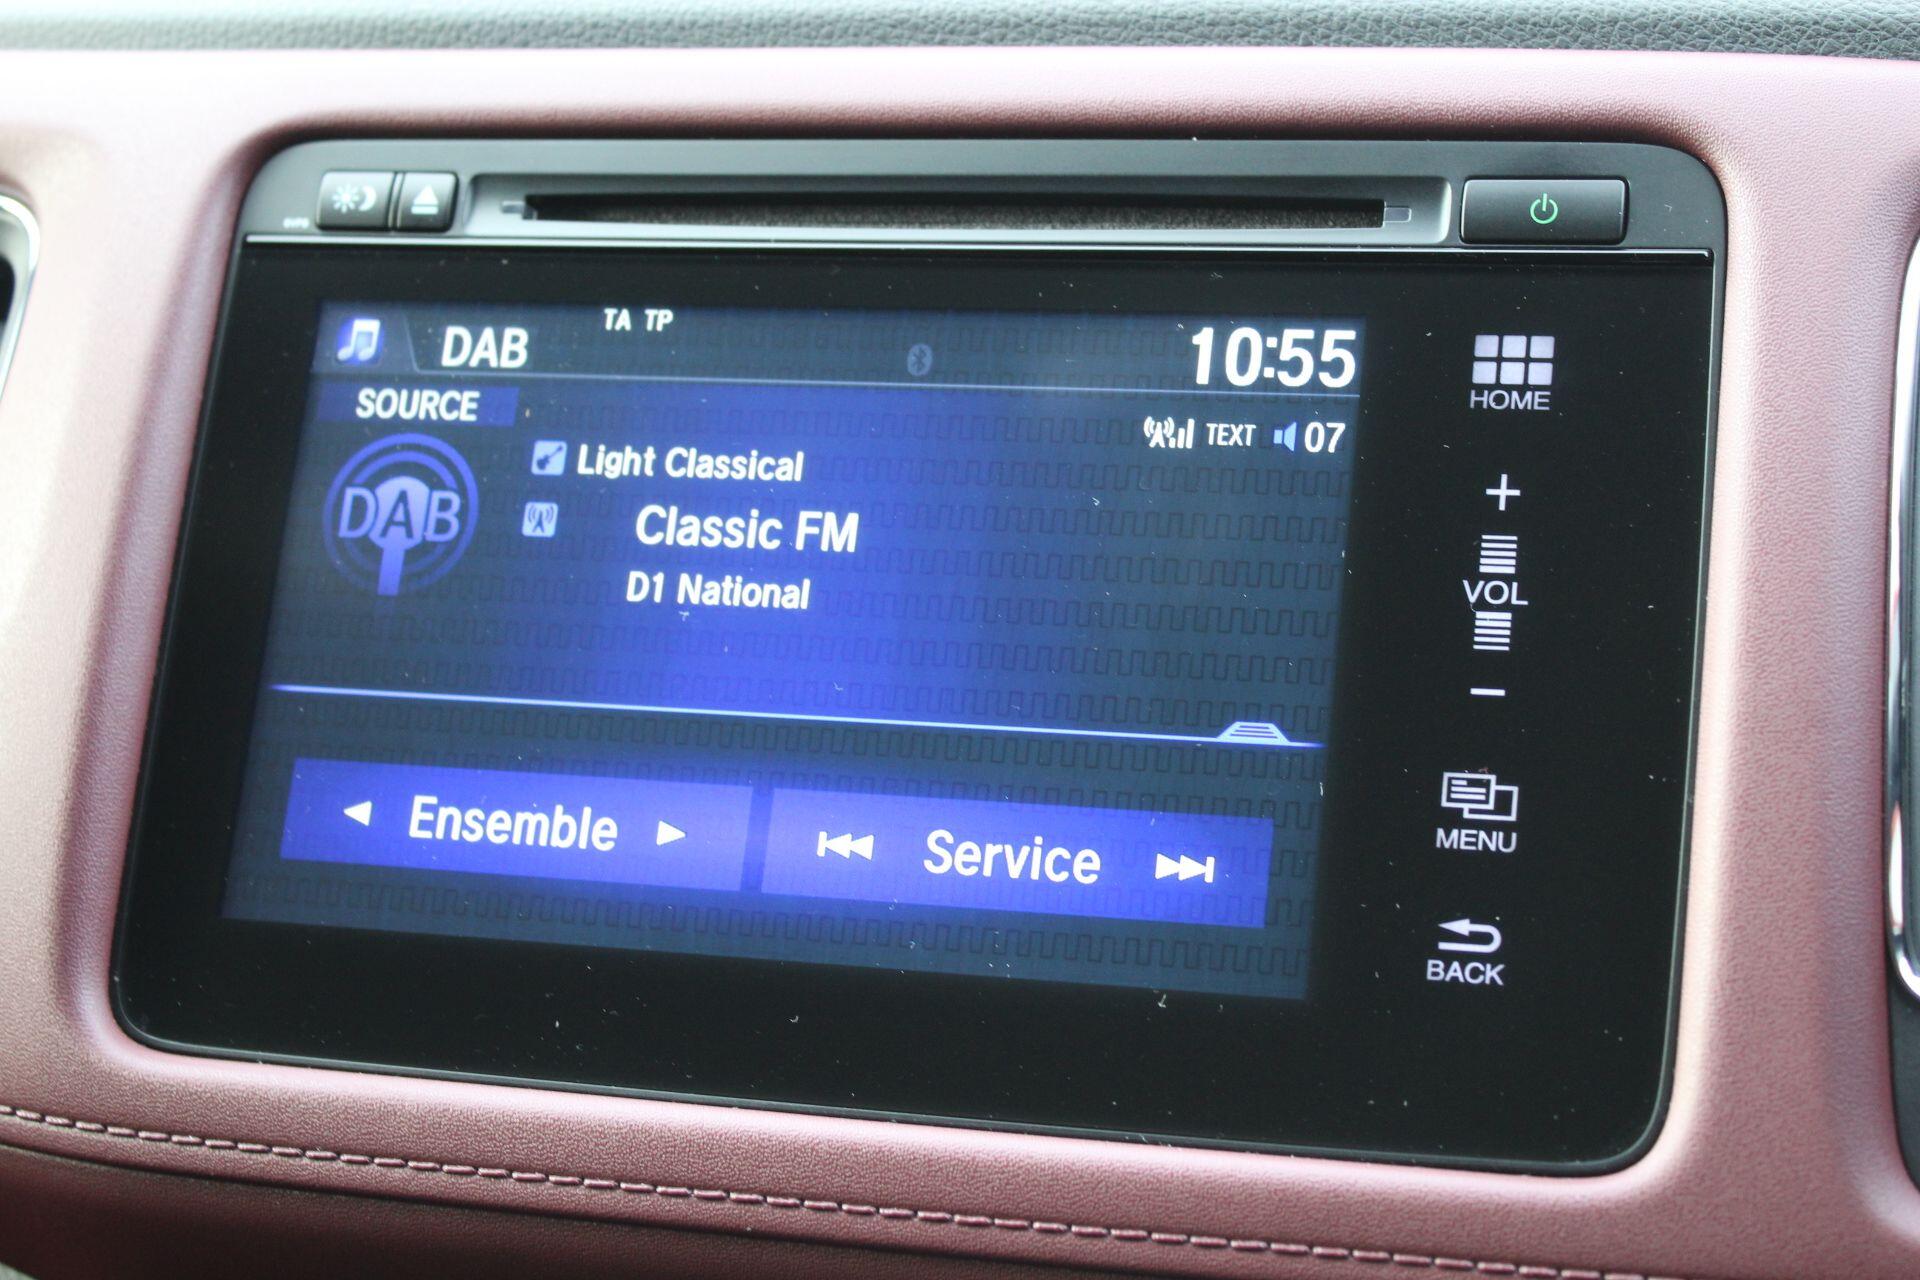 DAB
TA TP
10:55
SOURCE
TEXT 07
DAB
Light Classical
Classic FM
D1 National
Ensemble
Service
HOME
+
VOL
−
MENU
BACK